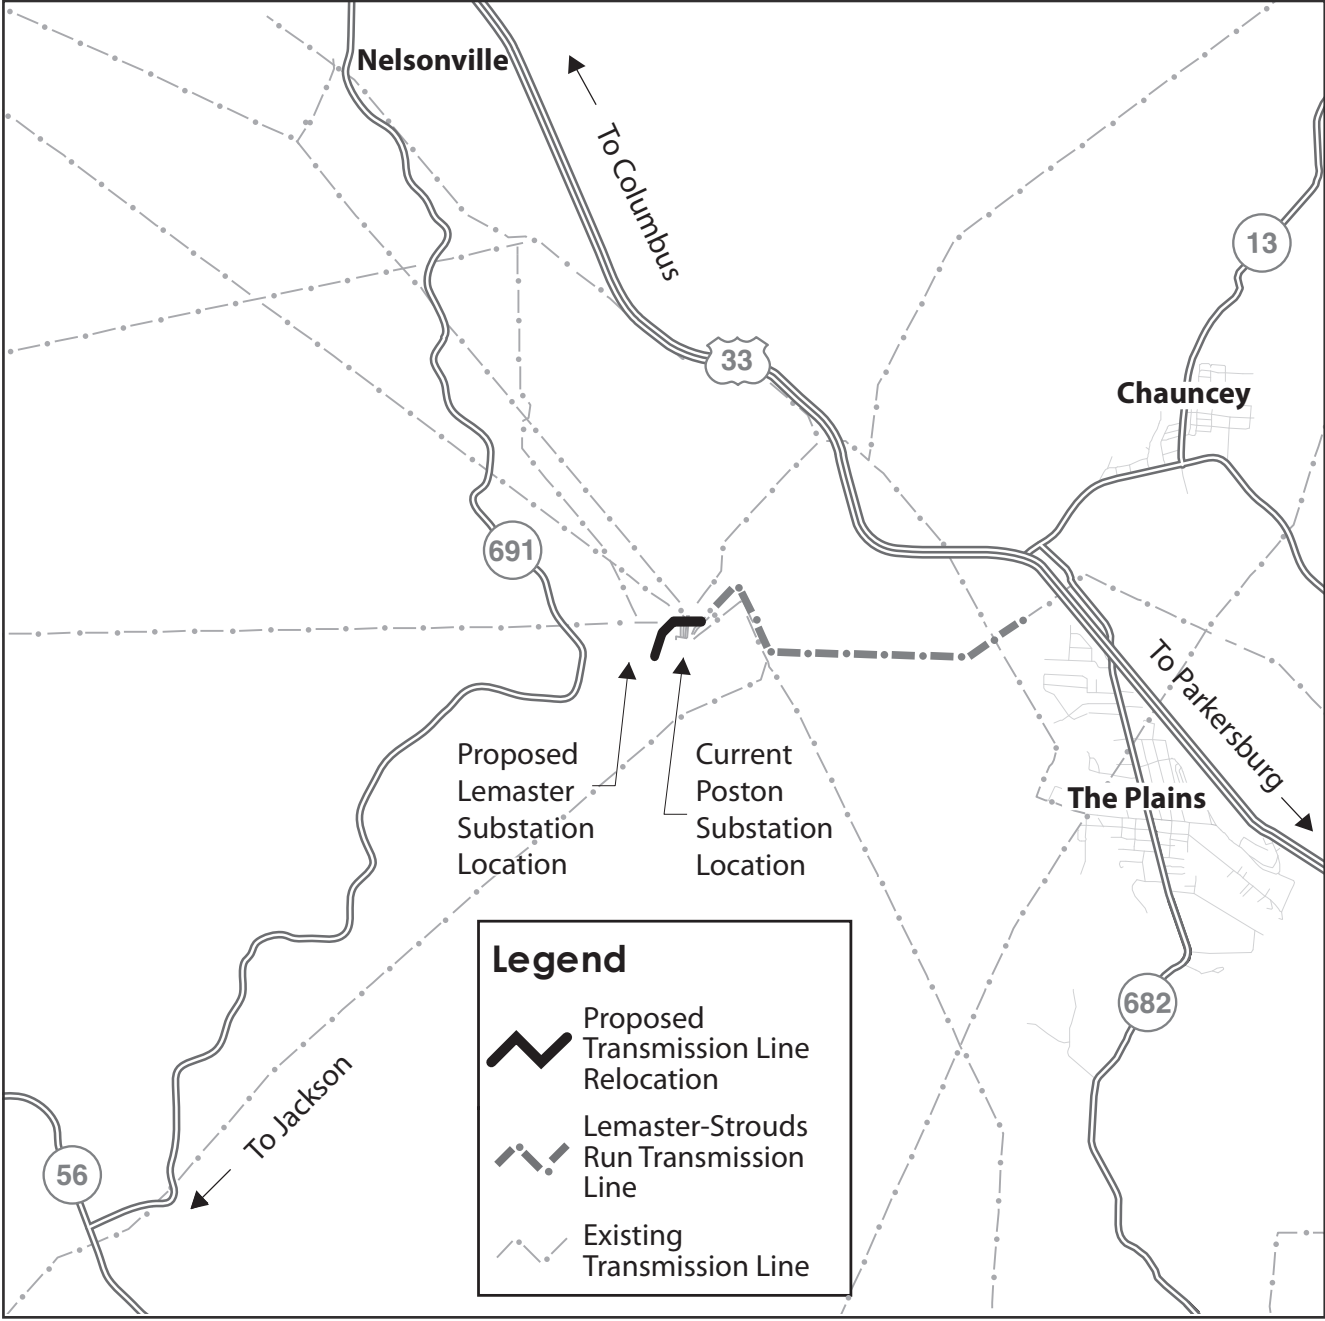 Nelsonville
To Columbus
13
33
Chauncey
691
To Parkersburg
Proposed
Lemaster
Substation
Location
Current
Poston
Substation
Location
The Plains
682
To Jackson
56
Legend
Proposed
Transmission Line
Relocation
Lemaster-Strouds
Run Transmission
Line
Existing
Transmission Line